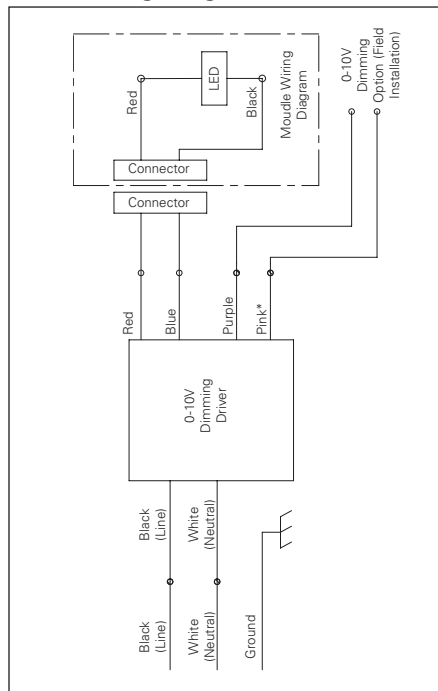 Red
LED
Black
Moudle Wiring
Diagram
0-10V
Dimming
Option (Field
Installation)
Connector
Connector
Red
Blue
Purple
Pink*
0-10V
Dimming
Driver
Black
(Line)
White
(Neutral)
Black
(Line)
White
(Neutral)
Ground